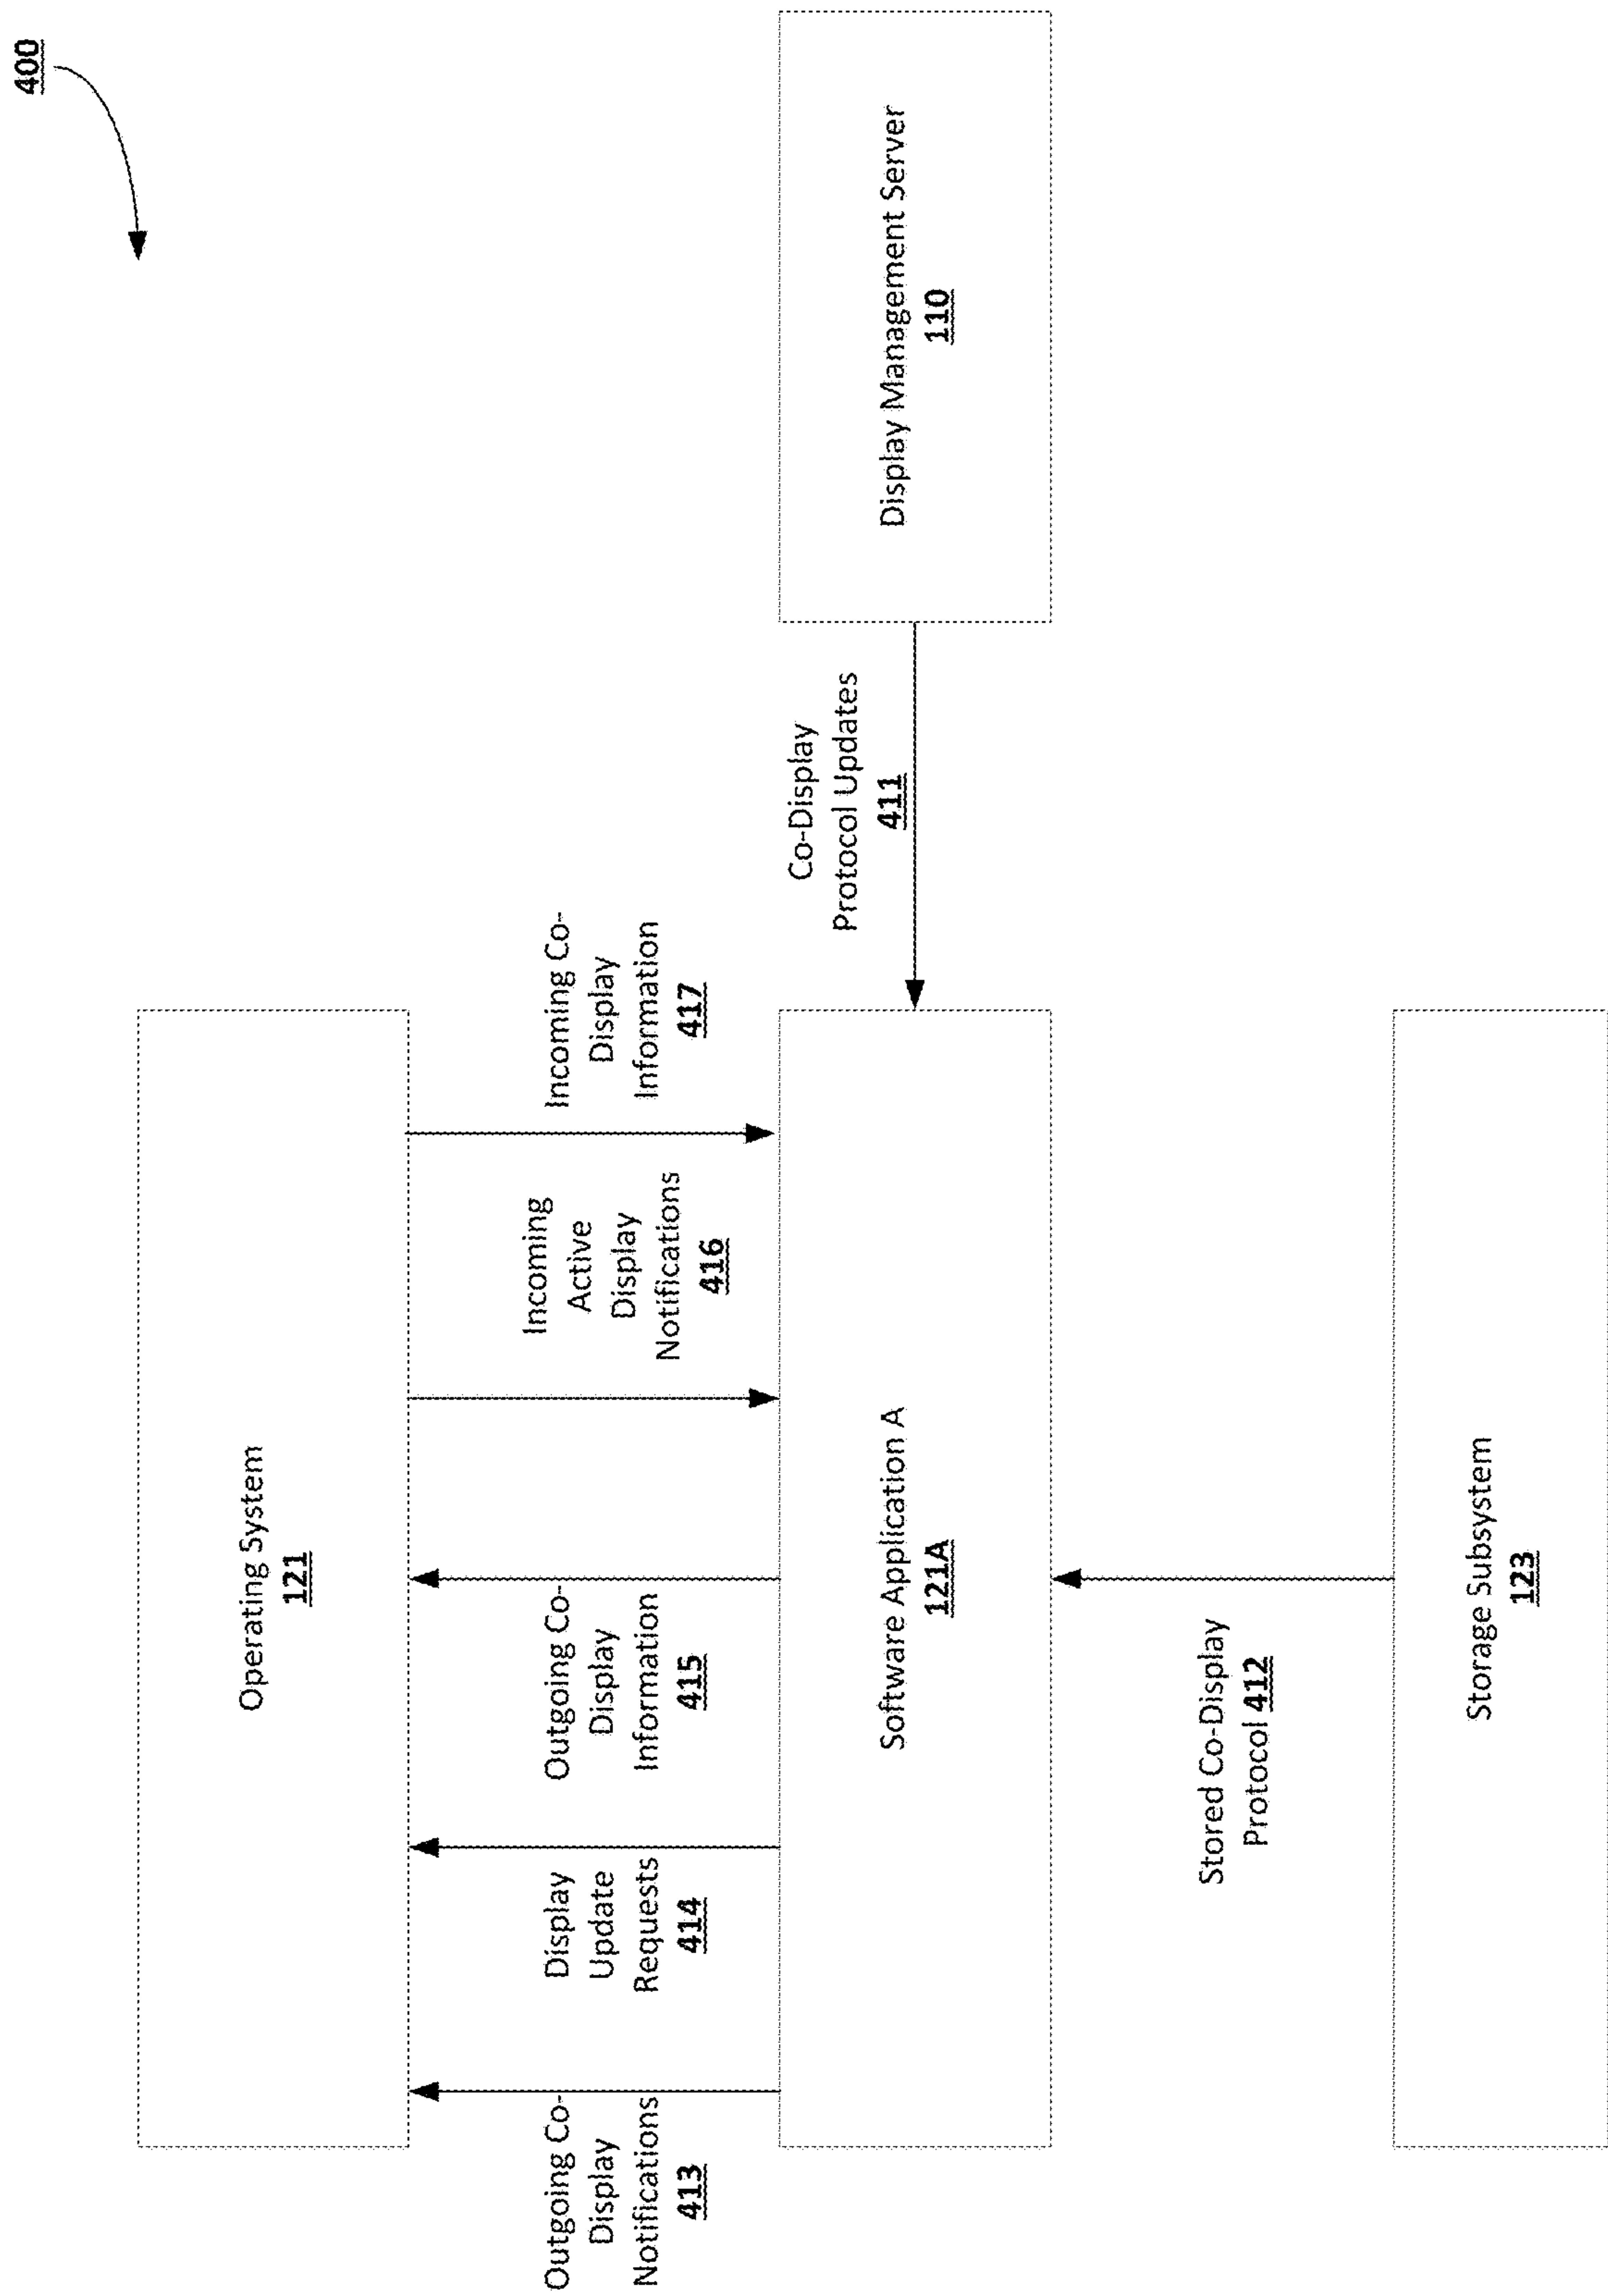 400
Operating System
121
Outgoing Co-
Display
Notifications
413
Display
Update
Requests
414
Outgoing Co-
Display
Information
415
Incoming
Active
Display
Notifications
416
Incoming Co-
Display
Information
417
Software Application A
121A
Co-Display
Protocol Updates
411
Display Management Server
110
Stored Co-Display
Protocol 412
Storage Subsystem
123